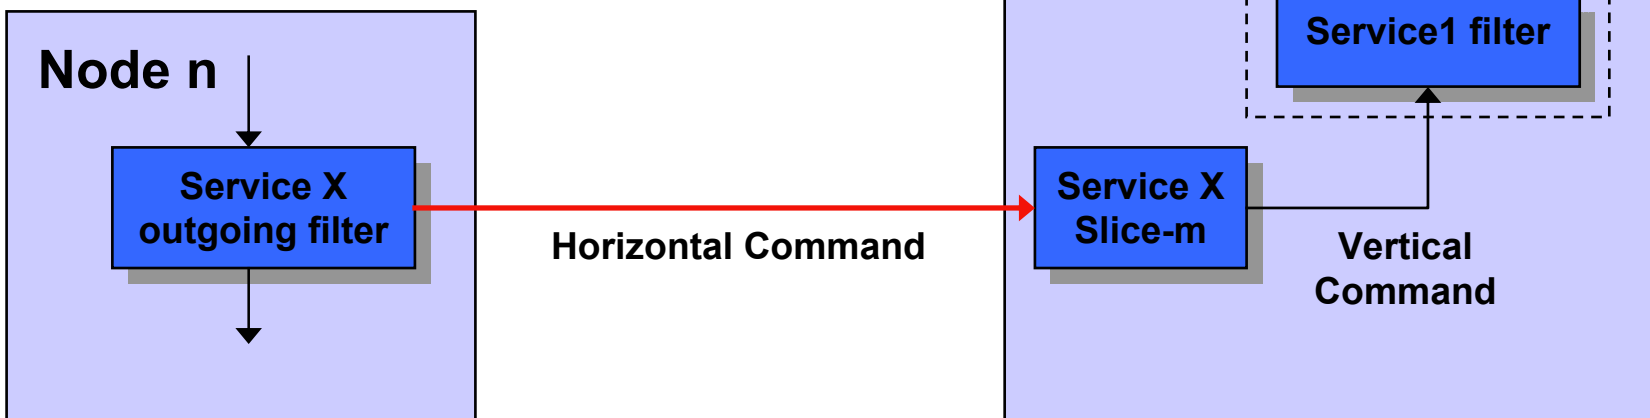 Node n
Service X
outgoing filter
Horizontal Command
Service1 filter
Service X
Slice-m
Vertical
Command